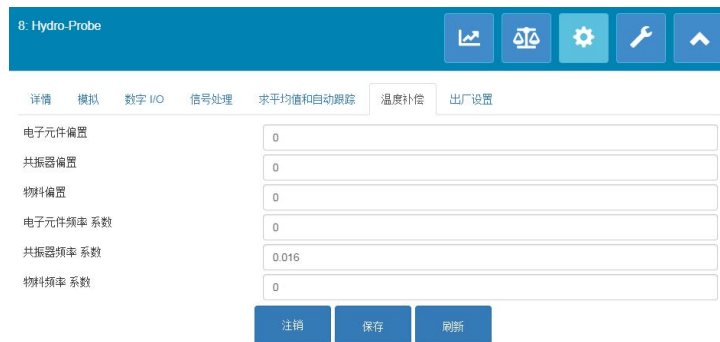 8: Hydro-Probe
详情 模拟 数字 I/O 信号处理 求平均值和自动跟踪 温度补偿 出厂设置
电子元件偏置 0
共振器偏置 0
物料偏置 0
电子元件频率 系数 0
共振器频率 系数 0.016
物料频率 系数 0
注销 保存 刷新